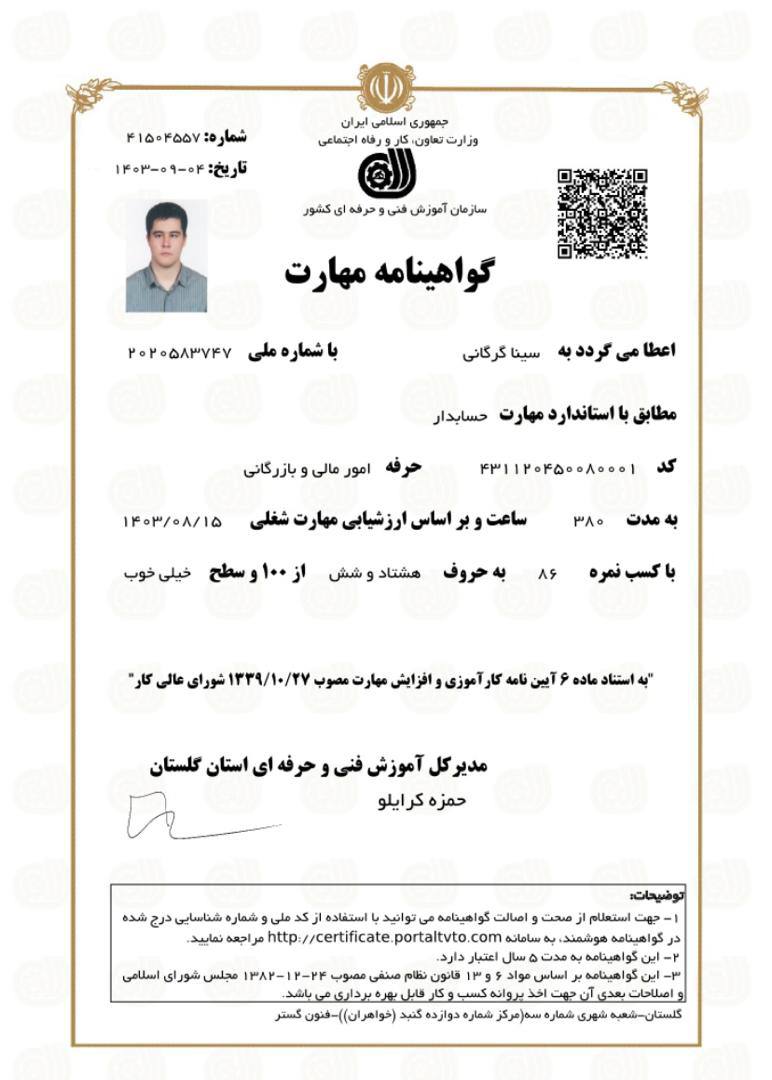 جمهوری اسلامی ایران
وزارت تعاون، کار و رفاه اجتماعی
سازمان آموزش فنی و حرفه ای کشور
شماره: ۴۱۵۰۴۵۵۷
تاریخ: ۱۴۰۳-۰۹-۰۴
گواهینامه مهارت
اعطا می گردد به سینا گرگانی با شماره ملی ۲۰۲۰۵۸۳۷۴۷
مطابق با استاندارد مهارت حسابدار
کد ۴۳۱۱۲۰۴۵۰۰۸۰۰۰۱ حرفه امور مالی و بازرگانی
به مدت ۳۸۰ ساعت و بر اساس ارزشیابی مهارت شغلی ۱۴۰۳/۰۸/۱۵
با کسب نمره ۸۶ به حروف هشتاد و شش از ۱۰۰ و سطح خیلی خوب
"به استناد ماده ۶ آیین نامه کارآموزی و افزایش مهارت مصوب ۱۳۳۹/۱۰/۲۷ شورای عالی کار"
مدیرکل آموزش فنی و حرفه ای استان گلستان
حمزه کرایلو
توضیحات:
۱- جهت استعلام از صحت و اصالت گواهینامه می توانید با استفاده از کد ملی و شماره شناسایی درج شده
در گواهینامه هوشمند، به سامانه http://certificate.portaltvto.com مراجعه نمایید.
۲- این گواهینامه به مدت ۵ سال اعتبار دارد.
۳- این گواهینامه بر اساس مواد ۶ و ۱۳ قانون نظام صنفی مصوب ۲۴-۱۲-۱۳۸۲ مجلس شورای اسلامی
و اصلاحات بعدی آن جهت اخذ پروانه کسب و کار قابل بهره برداری می باشد.
گلستان-شعبه شهری شماره سه(مرکز شماره دوازده گنبد (خواهران))-فنون گستر